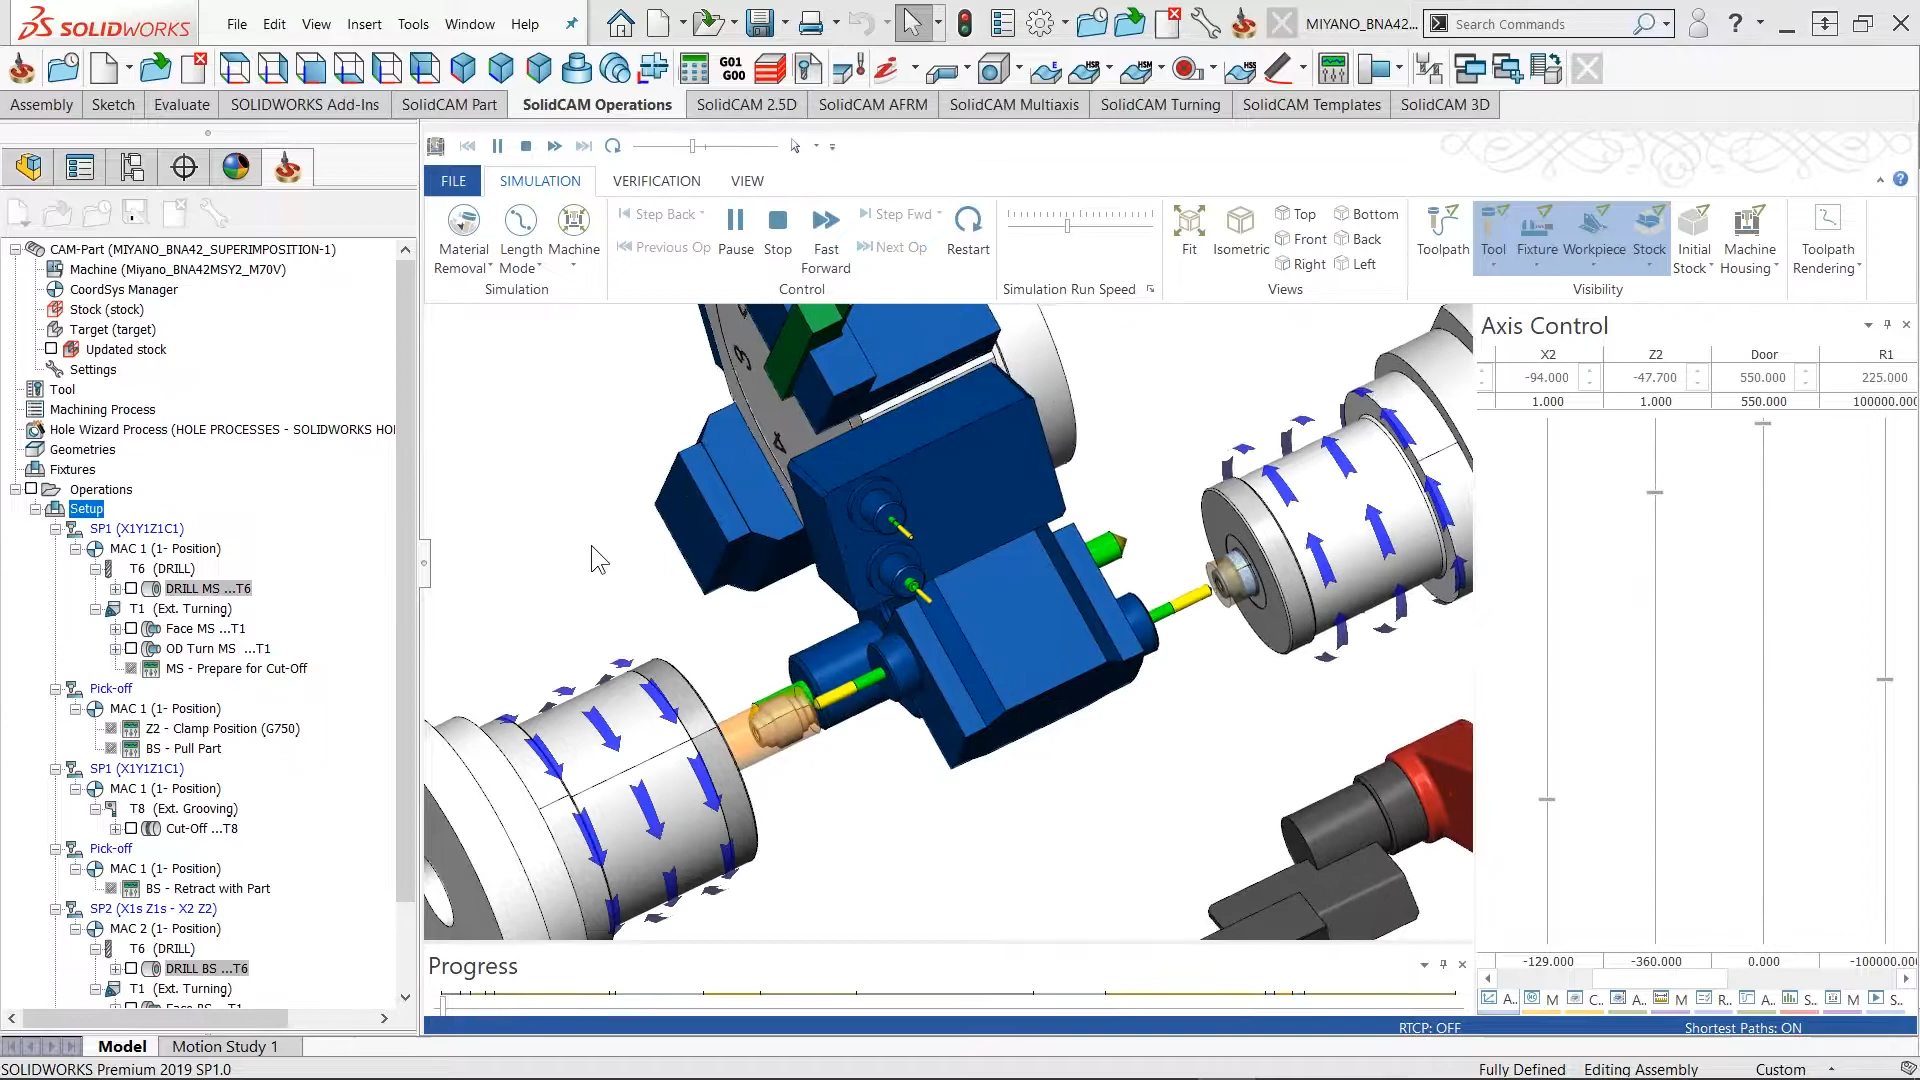 SOLIDWORKS File Edit View Insert Tools Window Help MIYANO_BNA42... Search Commands
G01
G00
Assembly Sketch Evaluate SOLIDWORKS Add-Ins SolidCAM Part SolidCAM Operations SolidCAM 2.5D SolidCAM AFRM SolidCAM Multiaxis SolidCAM Turning SolidCAM Templates SolidCAM 3D
FILE SIMULATION VERIFICATION VIEW
Material Removal
Length Mode
Machine
Simulation
Step Back
Previous Op
Pause
Stop
Fast Forward
Step Fwd
Next Op
Restart
Control
Simulation Run Speed
Fit
Isometric
Top
Front
Right
Bottom
Back
Left
Views
Toolpath
Tool
Fixture
Workpiece
Stock
Initial Stock
Machine Housing
Visibility
Toolpath Rendering
CAM-Part (MIYANO_BNA42_SUPERIMPOSITION-1)
Machine (Miyano_BNA42MSY2_M70V)
CoordSys Manager
Stock (stock)
Target (target)
Updated stock
Settings
Tool
Machining Process
Hole Wizard Process (HOLE PROCESSES - SOLIDWORKS HO
Geometries
Fixtures
Operations
Setup
SP1 (X1Y1Z1C1)
MAC 1 (1- Position)
T6 (DRILL)
DRILL MS ...T6
T1 (Ext. Turning)
Face MS ...T1
OD Turn MS ...T1
MS - Prepare for Cut-Off
Pick-off
MAC 1 (1- Position)
Z2 - Clamp Position (G750)
BS - Pull Part
SP1 (X1Y1Z1C1)
MAC 1 (1- Position)
T8 (Ext. Grooving)
Cut-Off ...T8
Pick-off
MAC 1 (1- Position)
BS - Retract with Part
SP2 (X1s Z1s - X2 Z2)
MAC 2 (1- Position)
T6 (DRILL)
DRILL BS ...T6
T1 (Ext. Turning)
4
Axis Control
X2 Z2 Door R1
-94.000 -47.700 550.000 225.000
1.000 1.000 550.000 100000.00
-129.000 -360.000 0.000 -100000.0
A.. M C.. A.. M R.. A.. S.. M S..
Progress
RTCP: OFF Shortest Paths: ON
Model Motion Study 1
SOLIDWORKS Premium 2019 SP1.0 Fully Defined Editing Assembly Custom